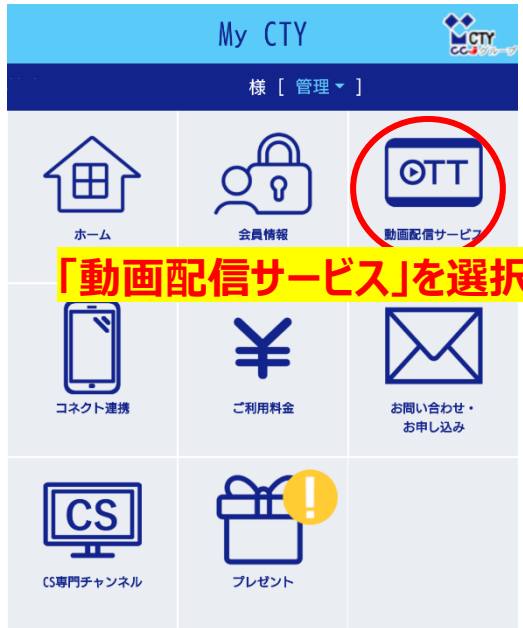 My CTY
CTY
CCJグループ
様 [ 管理 ]
OTT
ホーム
会員情報
動画配信サービス
「動画配信サービス」を選択
コネクト連携
ご利用料金
お問い合わせ・
お申し込み
CS
!
CS専門チャンネル
プレゼント